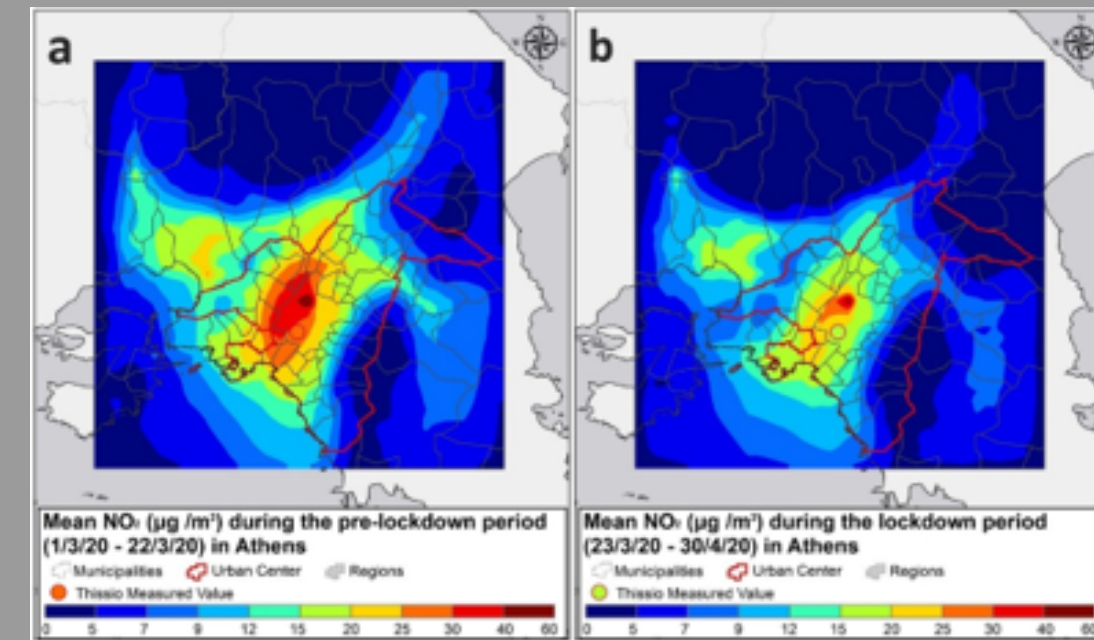 a
b
Mean NO₂ (µg /m³) during the pre-lockdown period
(1/3/20 - 22/3/20) in Athens
Municipalities Urban Center Regions
Thissio Measured Value
0 5 7 9 12 15 20 25 30 40 60
Mean NO₂ (µg /m³) during the lockdown period
(23/3/20 - 30/4/20) in Athens
Municipalities Urban Center Regions
Thissio Measured Value
0 5 7 9 12 15 20 25 30 40 60